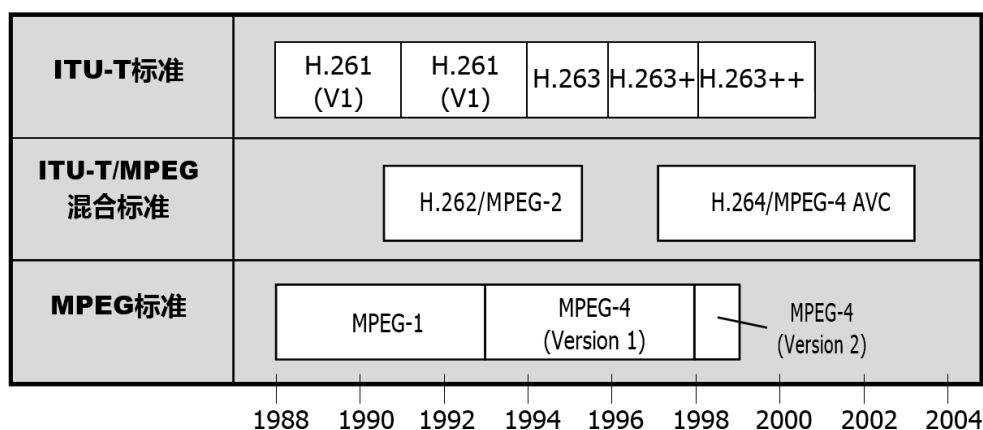 ITU-T标准
H.261
(V1)
H.261
(V1)
H.263
H.263+
H.263++
ITU-T/MPEG
混合标准
H.262/MPEG-2
H.264/MPEG-4 AVC
MPEG标准
MPEG-1
MPEG-4
(Version 1)
MPEG-4
(Version 2)
1988 1990 1992 1994 1996 1998 2000 2002 2004